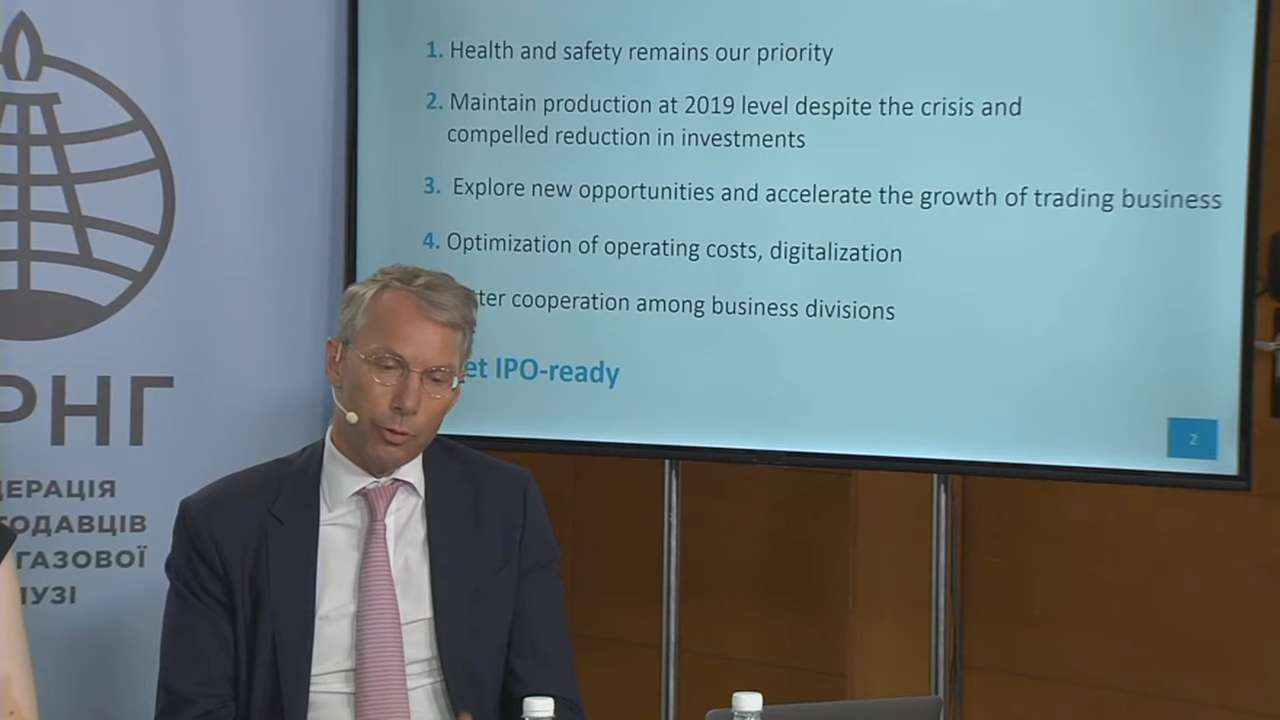 1. Health and safety remains our priority
2. Maintain production at 2019 level despite the crisis and
compelled reduction in investments
3. Explore new opportunities and accelerate the growth of trading business
4. Optimization of operating costs, digitalization
cooperation among business divisions
IPO-ready
2
РНГ
ГАЗОВОЇ